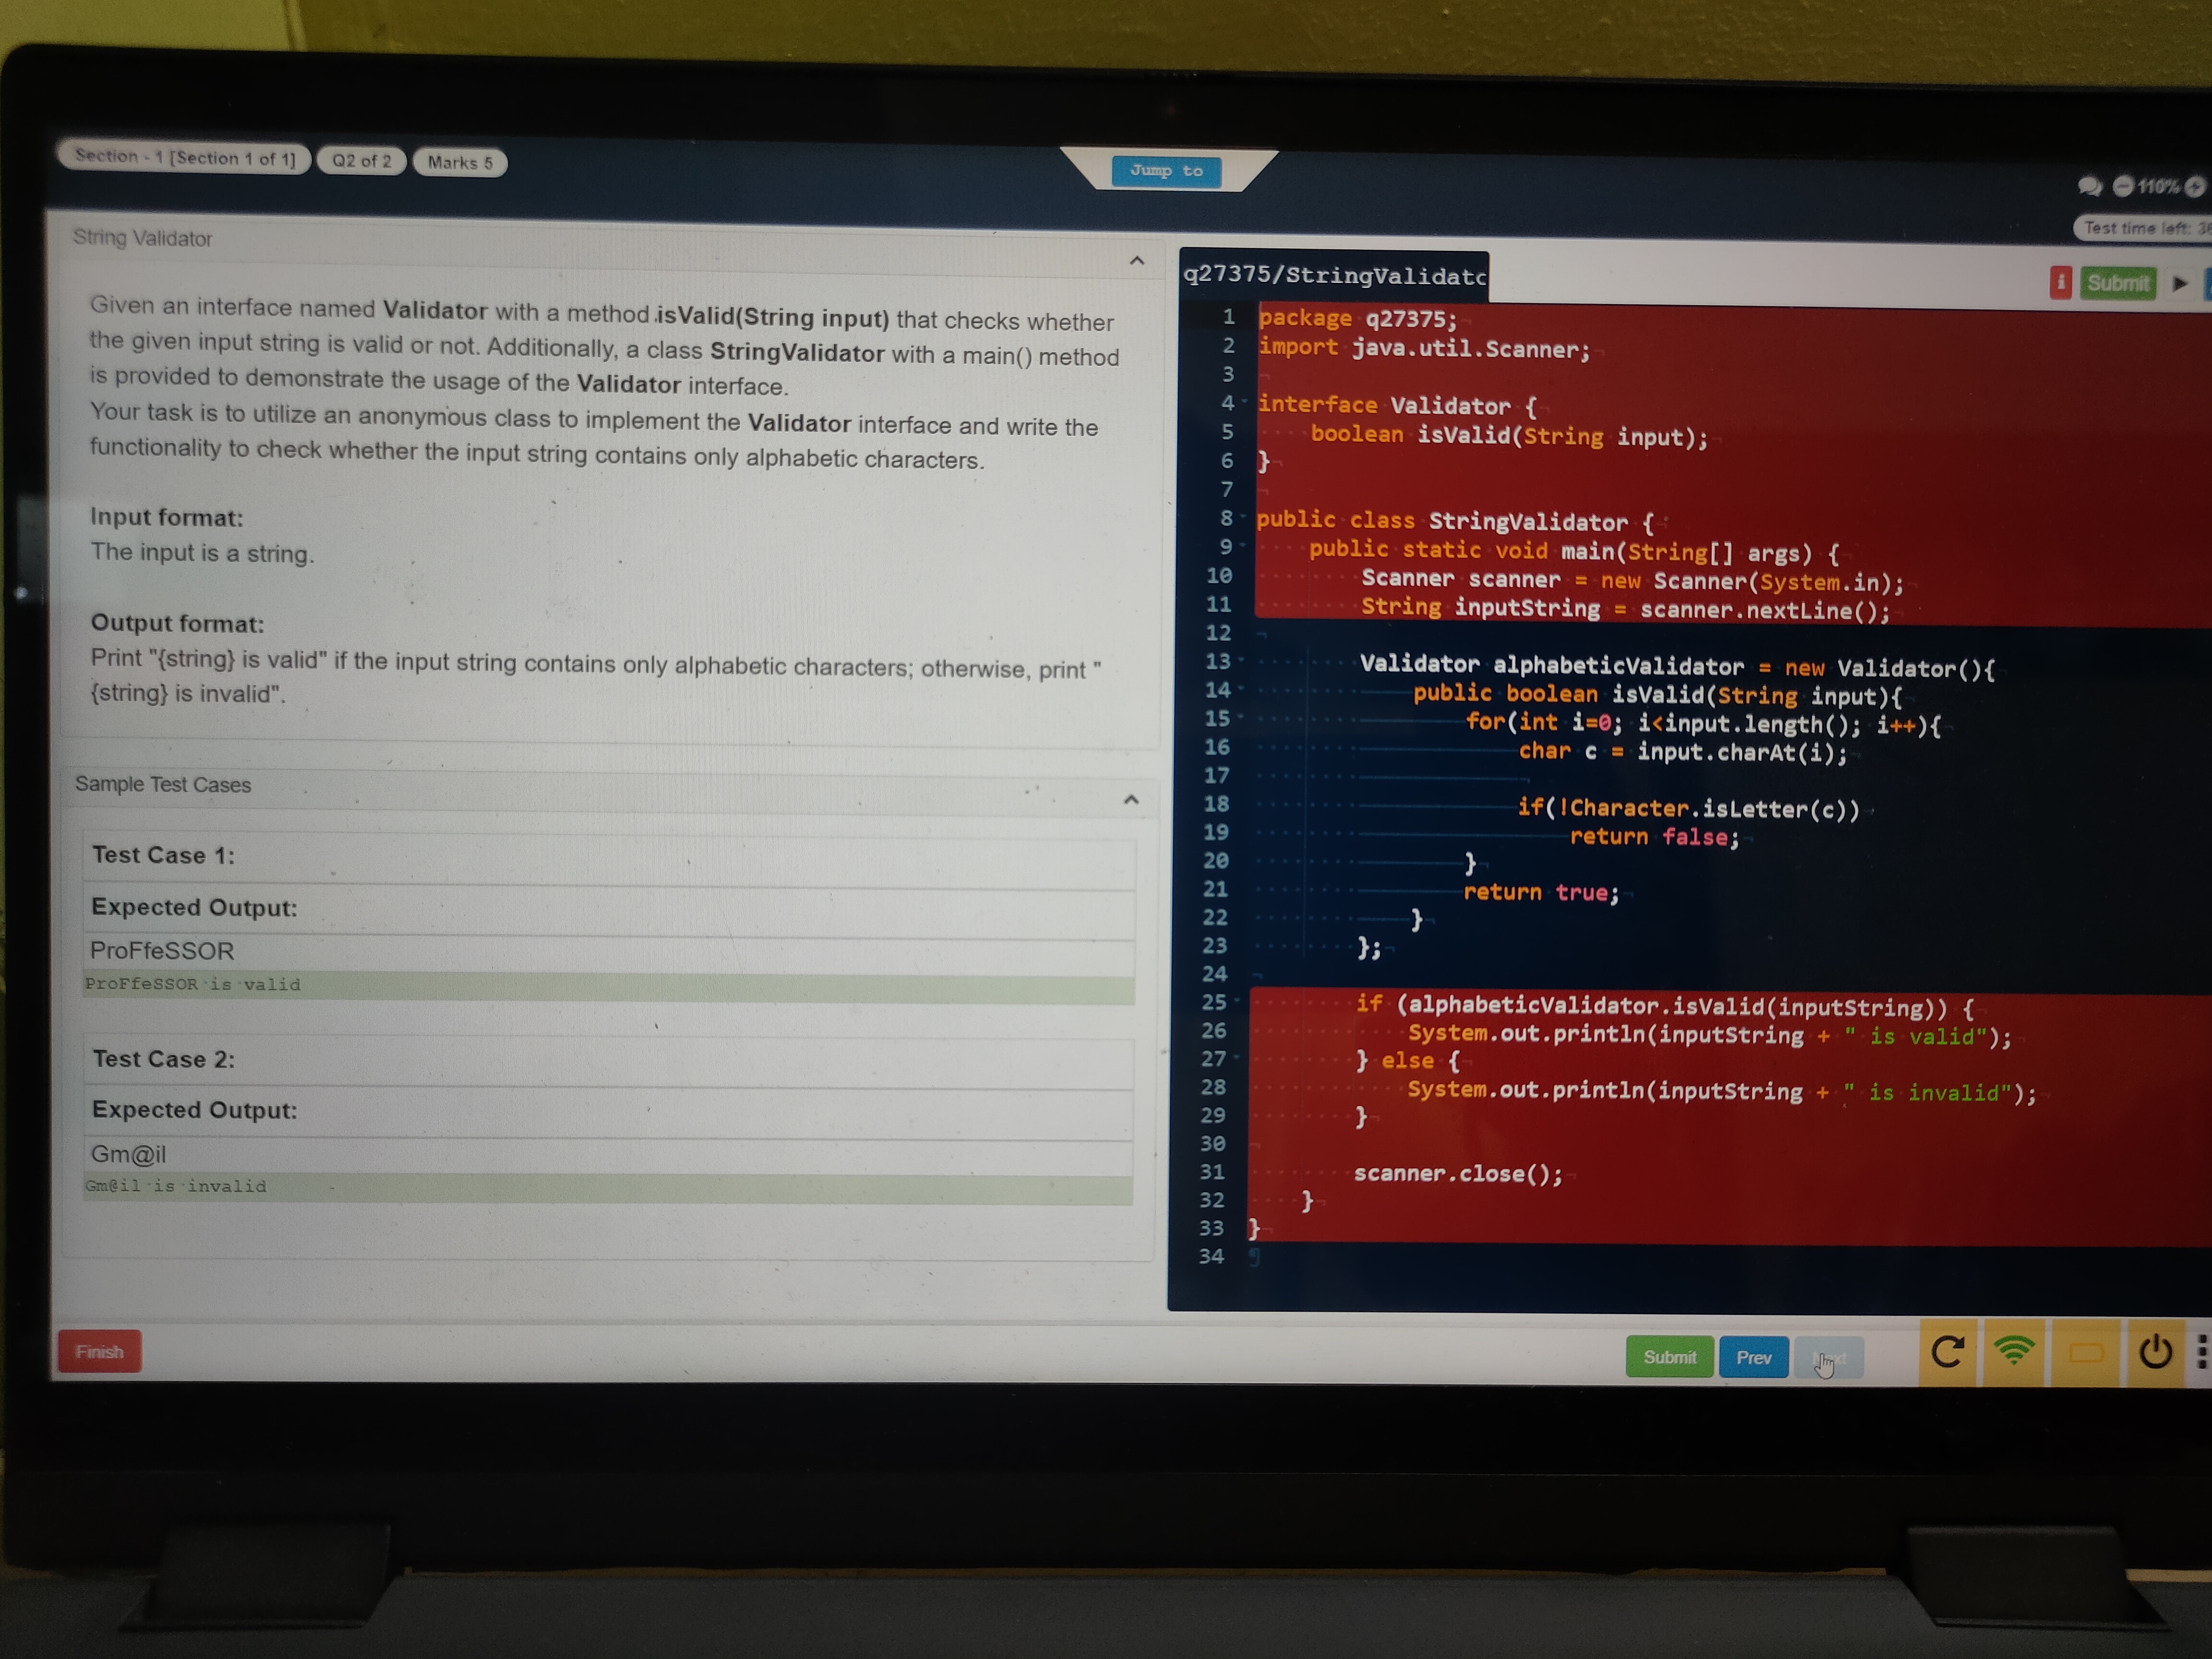 Section - 1 [Section 1 of 1] Q2 of 2 Marks 5
Jump to
110%
Test time left:
String Validator
Given an interface named Validator with a method isValid(String input) that checks whether
the given input string is valid or not. Additionally, a class StringValidator with a main() method
is provided to demonstrate the usage of the Validator interface.
Your task is to utilize an anonymous class to implement the Validator interface and write the
functionality to check whether the input string contains only alphabetic characters.
Input format:
The input is a string.
Output format:
Print "{string} is valid" if the input string contains only alphabetic characters; otherwise, print "
{string} is invalid".
Sample Test Cases
Test Case 1:
Expected Output:
ProFfeSSOR
ProFfeSSOR is valid
Test Case 2:
Expected Output:
Gm@il
Gm@il is invalid
Finish
q27375/StringValidatc
Submit
1 package q27375;
2 import java.util.Scanner;
3
4 interface Validator {
5 boolean isValid(String input);
6 }
7
8 public class StringValidator {
9 public static void main(String[] args) {
10 Scanner scanner = new Scanner(System.in);
11 String inputString = scanner.nextLine();
12
13 Validator alphabeticValidator = new Validator(){
14 public boolean isValid(String input){
15 for(int i=0; i<input.length(); i++){
16 char c = input.charAt(i);
17
18 if(!Character.isLetter(c))
19 return false;
20 }
21 return true;
22 }
23 };
24
25 if (alphabeticValidator.isValid(inputString)) {
26 System.out.println(inputString + " is valid");
27 } else {
28 System.out.println(inputString + " is invalid");
29 }
30
31 scanner.close();
32 }
33 }
34
Submit Prev